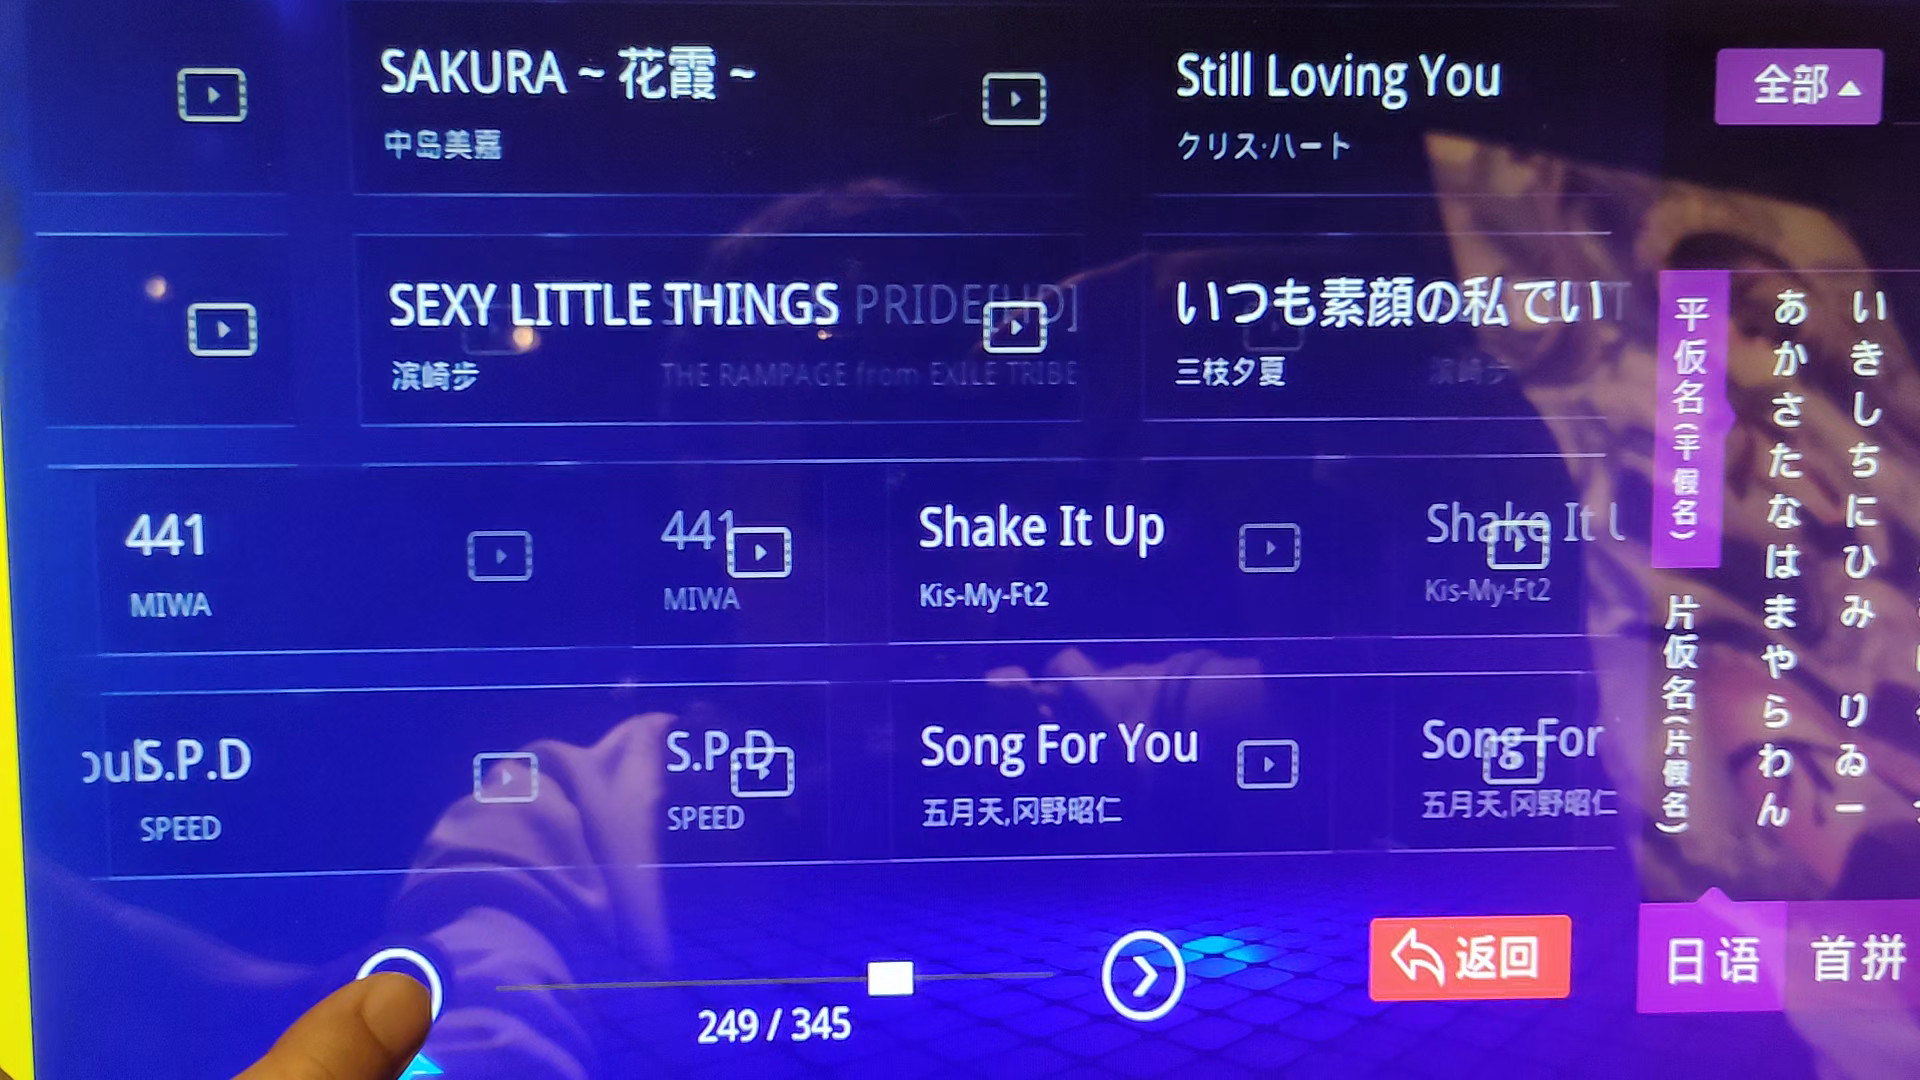 SAKURA ~ 花霞 ~
中岛美嘉
Still Loving You
クリス·ハート
全部
SEXY LITTLE THINGS
PRIDE[HD]
滨崎步
THE RAMPAGE from EXILE TRIBE
いつも素顔の私でい
三枝夕夏
滨崎步
441
MIWA
441
MIWA
Shake It Up
Kis-My-Ft2
Shake It U
Kis-My-Ft2
oul
S.P.D
SPEED
S.P.D
SPEED
Song For You
五月天,冈野昭仁
Song For
五月天,冈野昭仁
平仮名(平假名)
片仮名(片假名)
あかさたなはまやらわん
いきしちにひみ りゐー
249 / 345
返回
日语
首拼